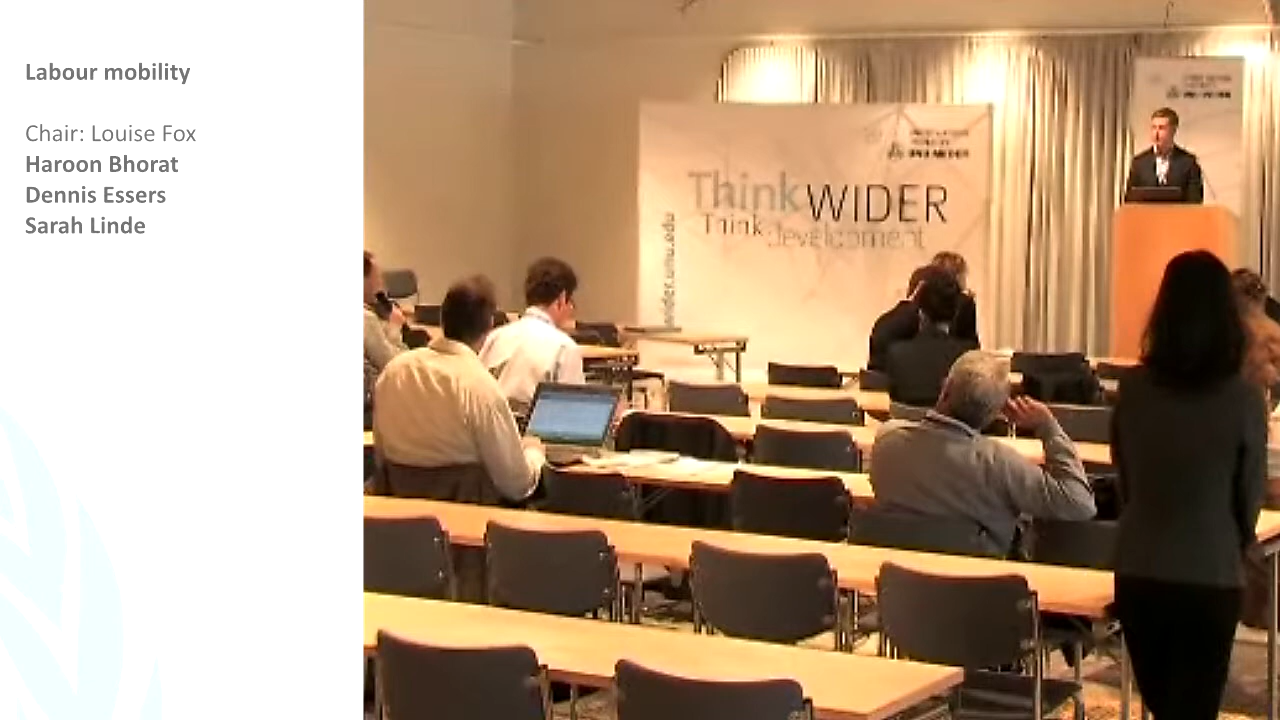 Labour mobility
Chair: Louise Fox
Haroon Bhorat
Dennis Essers
Sarah Linde
Think WIDER
Think development
wider.unu.edu